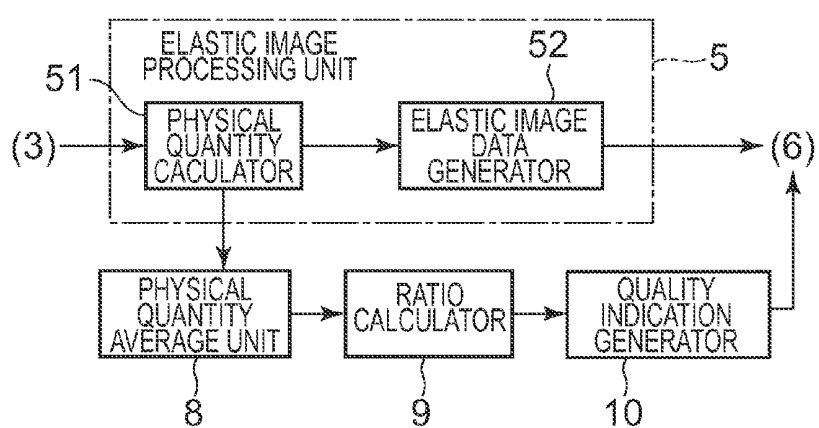 ELASTIC IMAGE
PROCESSING UNIT
5
51
52
(3)
PHYSICAL
QUANTITY
CACULATOR
ELASTIC IMAGE
DATA
GENERATOR
(6)
PHYSICAL
QUANTITY
AVERAGE UNIT
RATIO
CALCULATOR
QUALITY
INDICATION
GENERATOR
8
9
10